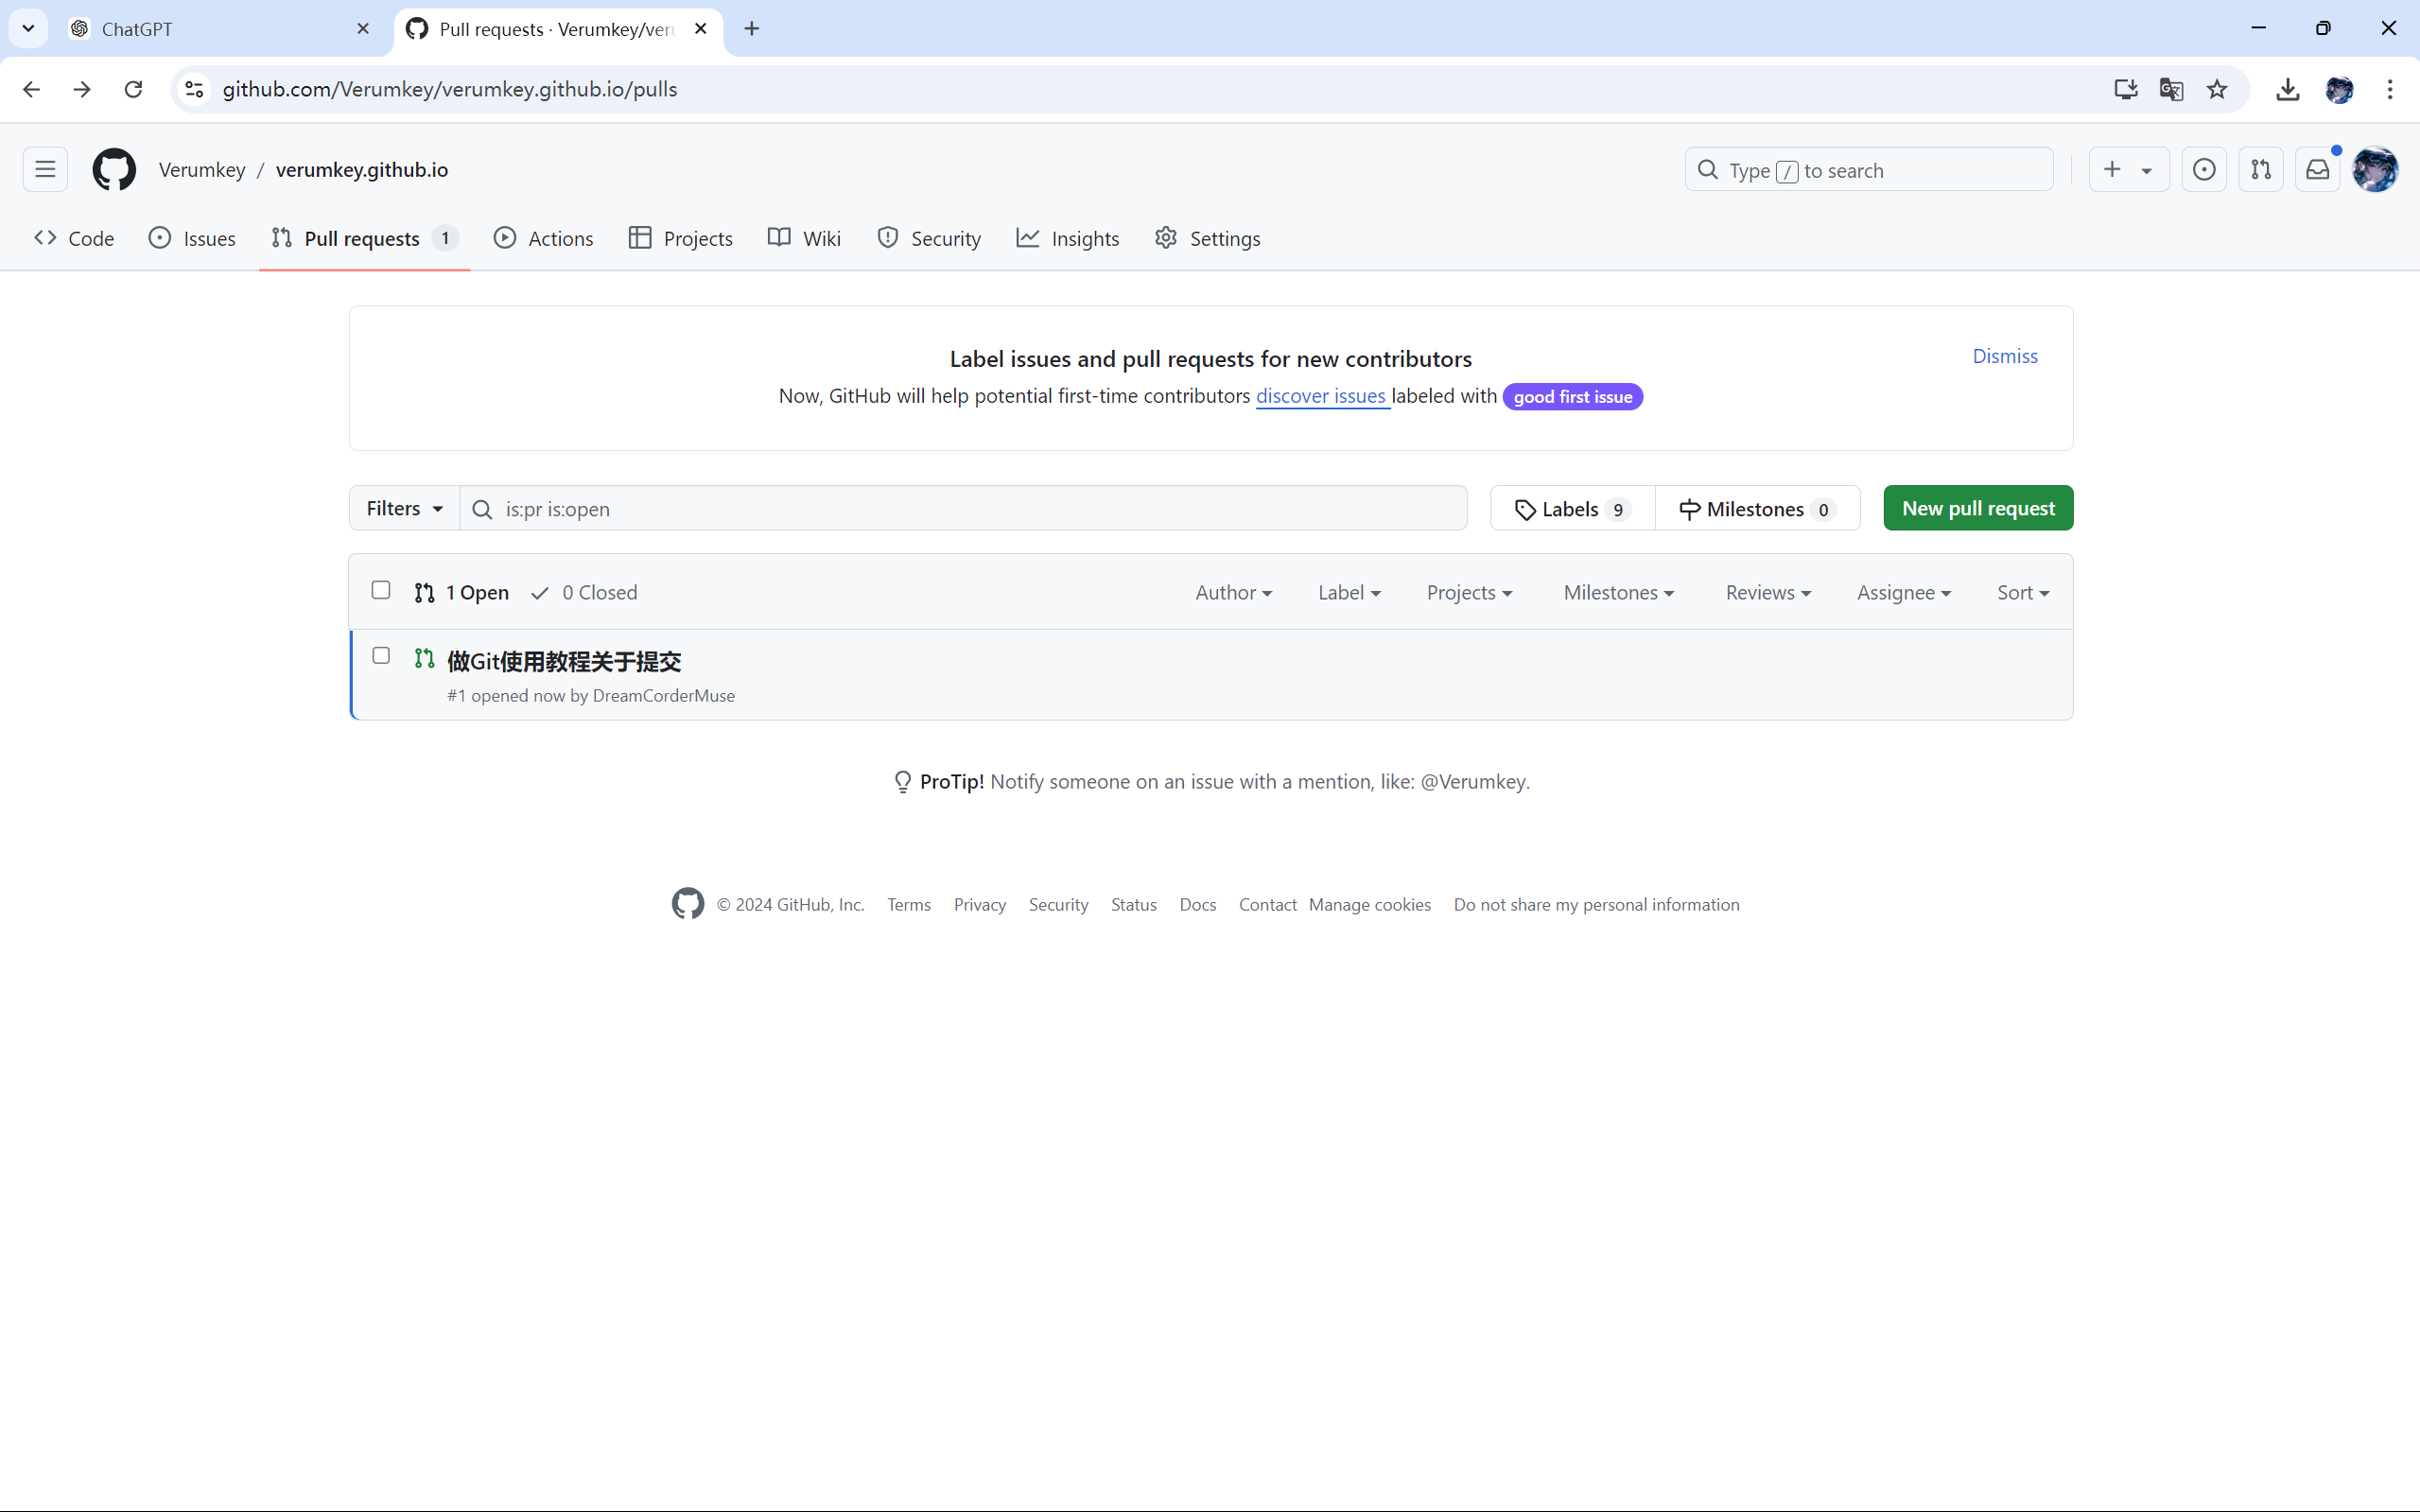 ChatGPT
Pull requests · Verumkey/veru
github.com/Verumkey/verumkey.github.io/pulls
Verumkey / verumkey.github.io
Type / to search
Code Issues Pull requests 1 Actions Projects Wiki Security Insights Settings
Label issues and pull requests for new contributors
Dismiss
Now, GitHub will help potential first-time contributors discover issues labeled with good first issue
Filters is:pr is:open Labels 9 Milestones 0 New pull request
1 Open 0 Closed Author Label Projects Milestones Reviews Assignee Sort
做Git使用教程关于提交
#1 opened now by DreamCorderMuse
ProTip! Notify someone on an issue with a mention, like: @Verumkey.
© 2024 GitHub, Inc. Terms Privacy Security Status Docs Contact Manage cookies Do not share my personal information